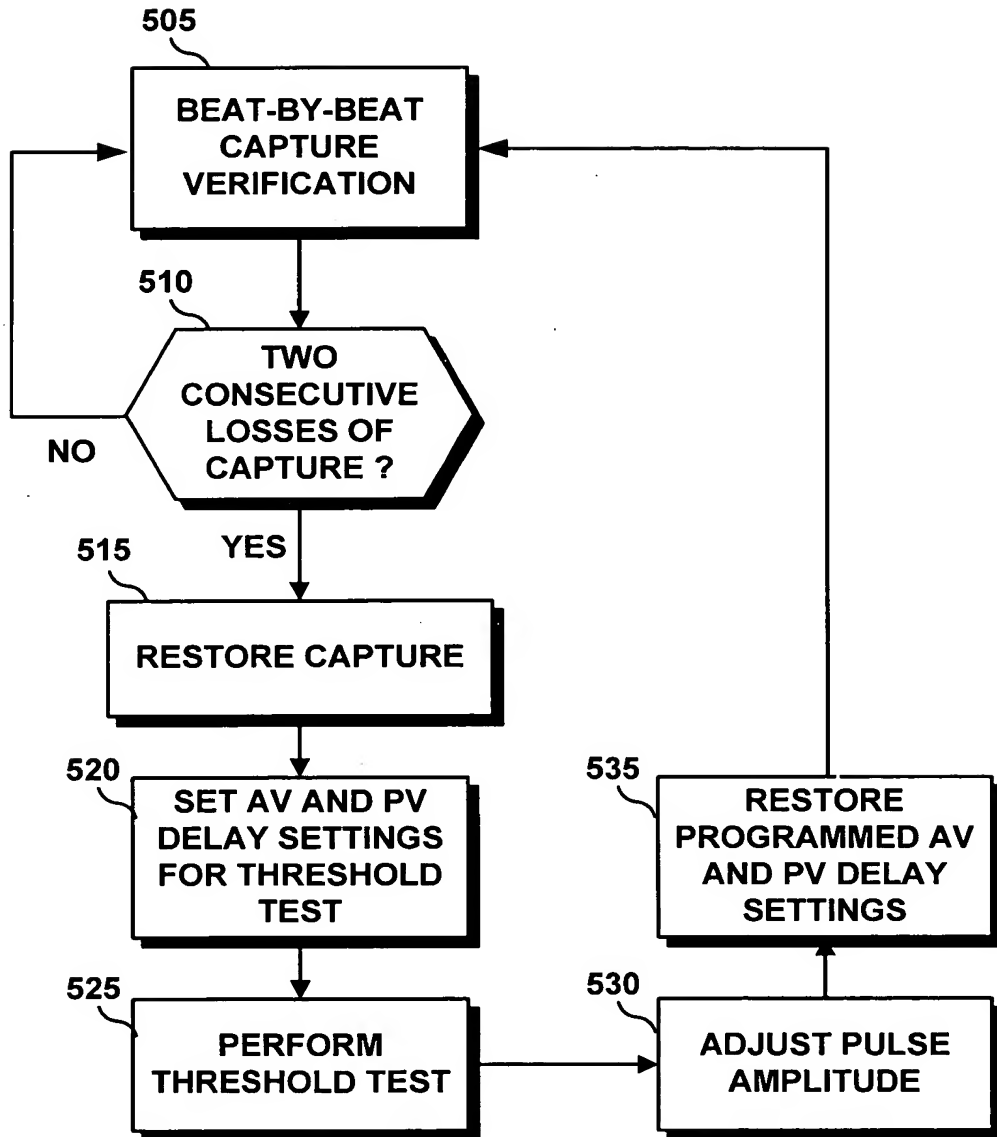 505
BEAT-BY-BEAT
CAPTURE
VERIFICATION
510
TWO
CONSECUTIVE
LOSSES OF
CAPTURE ?
NO
YES
515
RESTORE CAPTURE
520
SET AV AND PV
DELAY SETTINGS
FOR THRESHOLD
TEST
525
PERFORM
THRESHOLD TEST
530
ADJUST PULSE
AMPLITUDE
535
RESTORE
PROGRAMMED AV
AND PV DELAY
SETTINGS